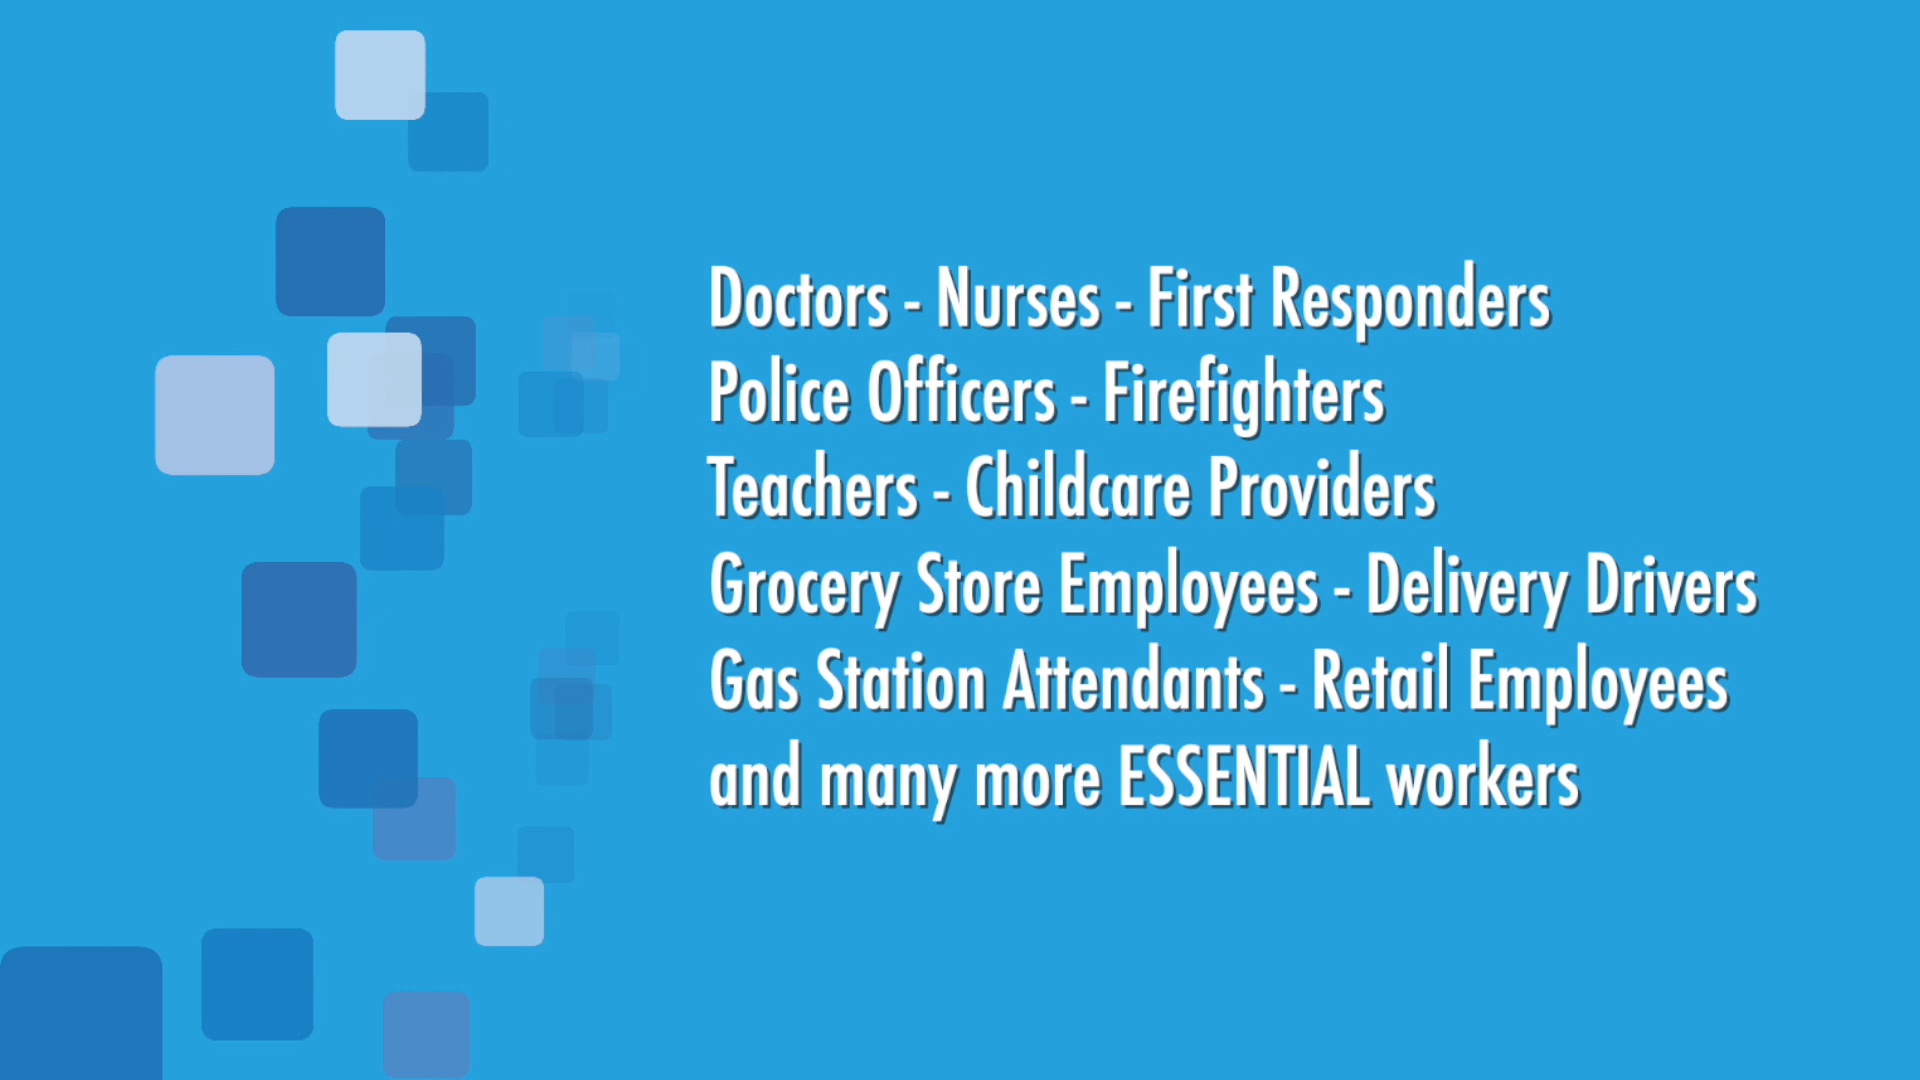 Doctors - Nurses - First Responders
Police Officers - Firefighters
Teachers - Childcare Providers
Grocery Store Employees - Delivery Drivers
Gas Station Attendants - Retail Employees
and many more ESSENTIAL workers